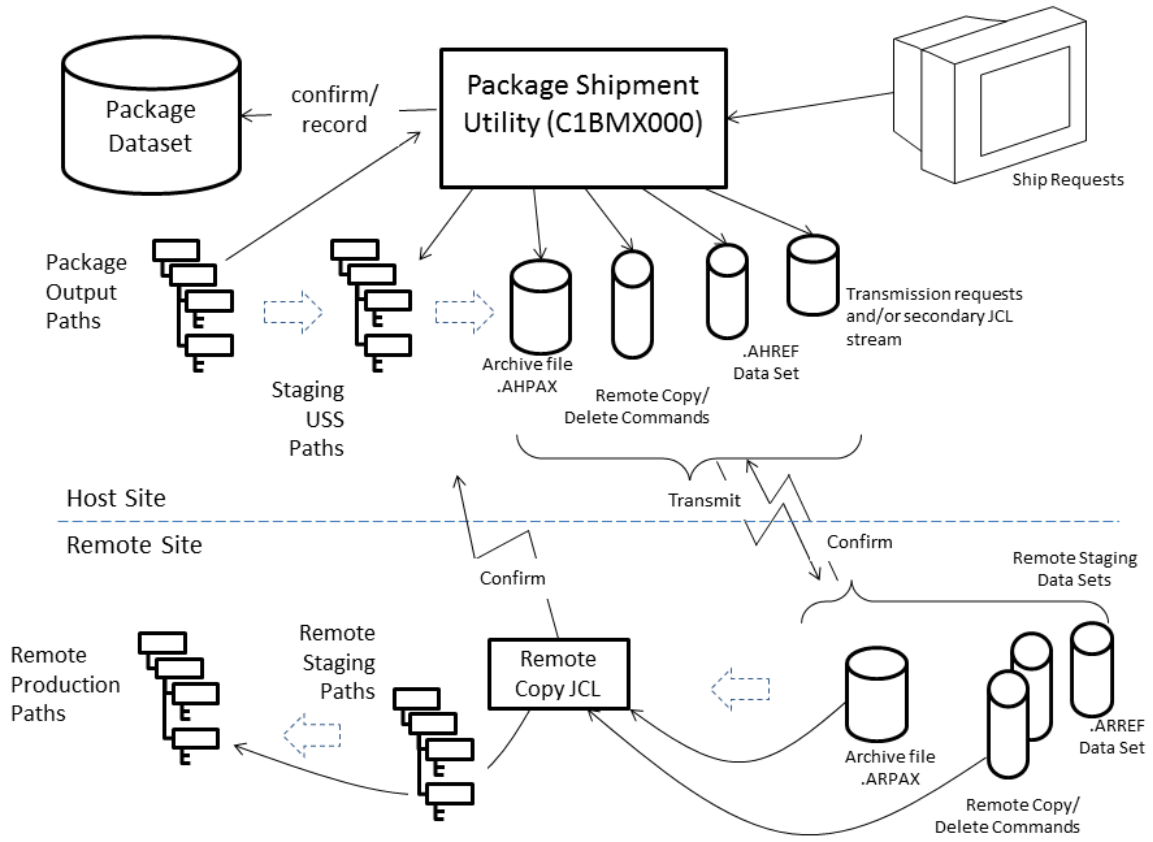 Package
Dataset
confirm/
record
Package Shipment
Utility (C1BMX000)
Ship Requests
Package
Output
Paths
Staging
USS
Paths
Archive file
.AHPAX
Remote Copy/
Delete Commands
.AHREF
Data Set
Transmission requests
and/or secondary JCL
stream
Host Site
Transmit
Remote Site
Confirm
Confirm
Remote Staging
Data Sets
Remote
Production
Paths
Remote
Staging
Paths
Remote
Copy JCL
Archive file
.ARPAX
.ARREF
Data Set
Remote Copy/
Delete Commands